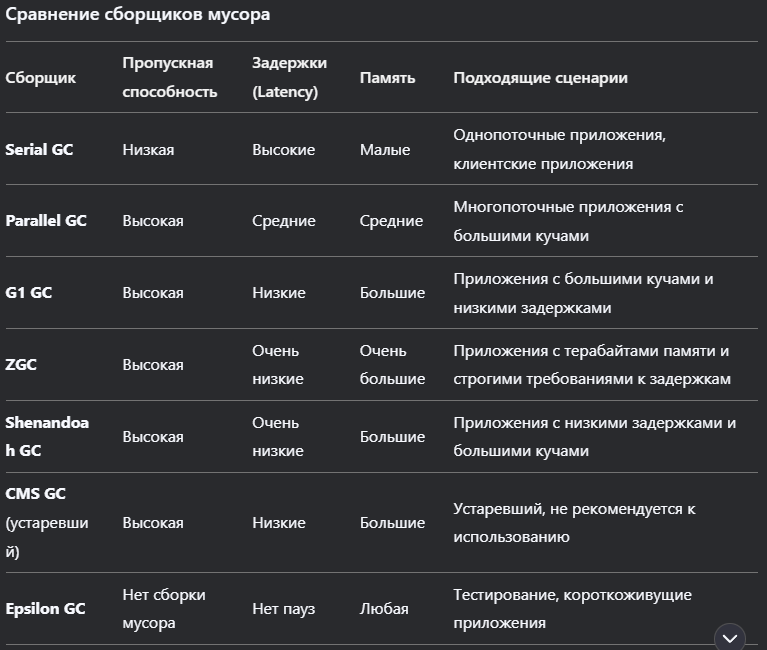 Сравнение сборщиков мусора
Сборщик Пропускная способность Задержки (Latency) Память Подходящие сценарии
Serial GC Низкая Высокие Малые Однопоточные приложения, клиентские приложения
Parallel GC Высокая Средние Средние Многопоточные приложения с большими кучами
G1 GC Высокая Низкие Большие Приложения с большими кучами и низкими задержками
ZGC Высокая Очень низкие Очень большие Приложения с терабайтами памяти и строгими требованиями к задержкам
Shenandoah GC Высокая Очень низкие Большие Приложения с низкими задержками и большими кучами
CMS GC (устаревший) Высокая Низкие Большие Устаревший, не рекомендуется к использованию
Epsilon GC Нет сборки мусора Нет пауз Любая Тестирование, короткоживущие приложения